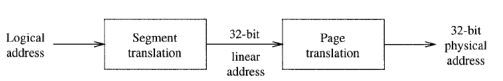 Logical
address
Segment
translation
32-bit
linear
address
Page
translation
32-bit
physical
address